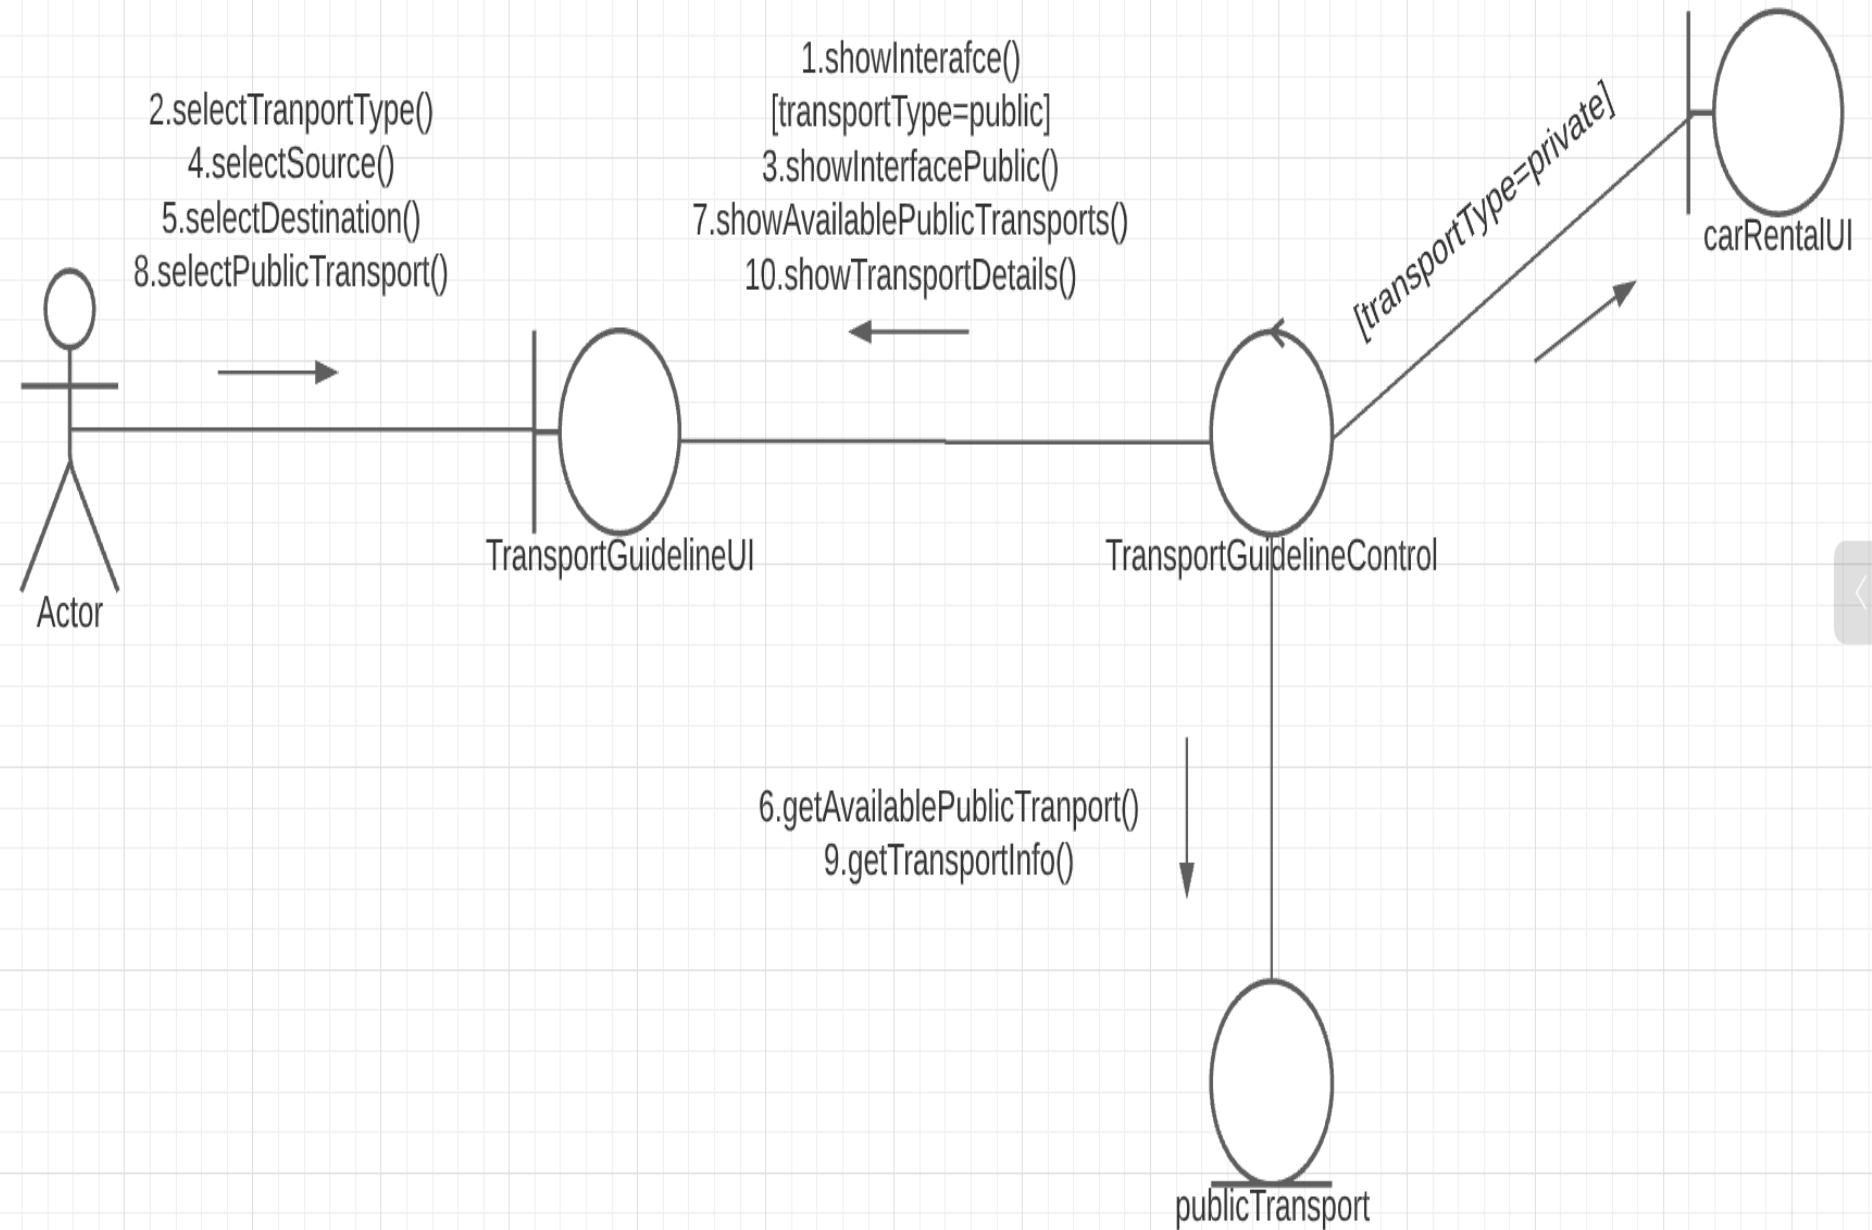 1.showInterafce()
[transportType=public]
3.showInterfacePublic()
7.showAvailablePublicTransports()
10.showTransportDetails()
2.selectTranportType()
4.selectSource()
5.selectDestination()
8.selectPublicTransport()
[transportType=private]
carRentalUI
TransportGuidelineUI
TransportGuidelineControl
Actor
6.getAvailablePublicTranport()
9.getTransportInfo()
publicTransport